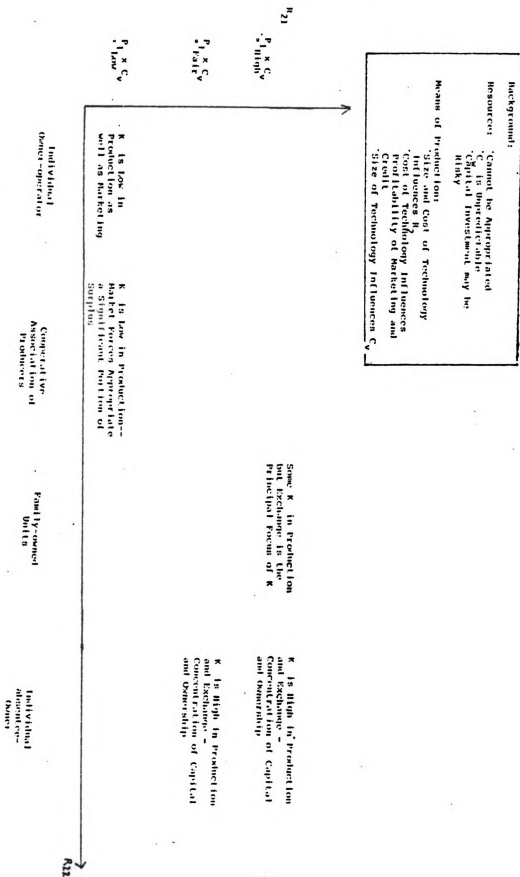 Background:
Resource: ·Cannot be Appropriated
·C is Unpredictable
·Capital Investment may be
Risky
Means of Production:
·Size and Cost of Technology
Influences R2
·Cost of Technology Influences
Profitability of Marketing and
Credit
·Size of Technology Influences Cv
R21
P1 x Cv
High
P1 x Cv
Fair
P1 x Cv
Low
Some K in Production
but Exchange is the
Principal Focus of K
K is High in Production
and Exchange -
Concentration of Capital
and Ownership
K is High in Production
and Exchange -
Concentration of Capital
and Ownership
K is Low in
Production as
well as Marketing
K is Low in Production--
Market Forces Appropriate
a Significant Portion of
Surplus
Individual
Owner-operator
Cooperative
Association of
Producers
Family-owned
Units
Individual
absentee-
Owner
R22